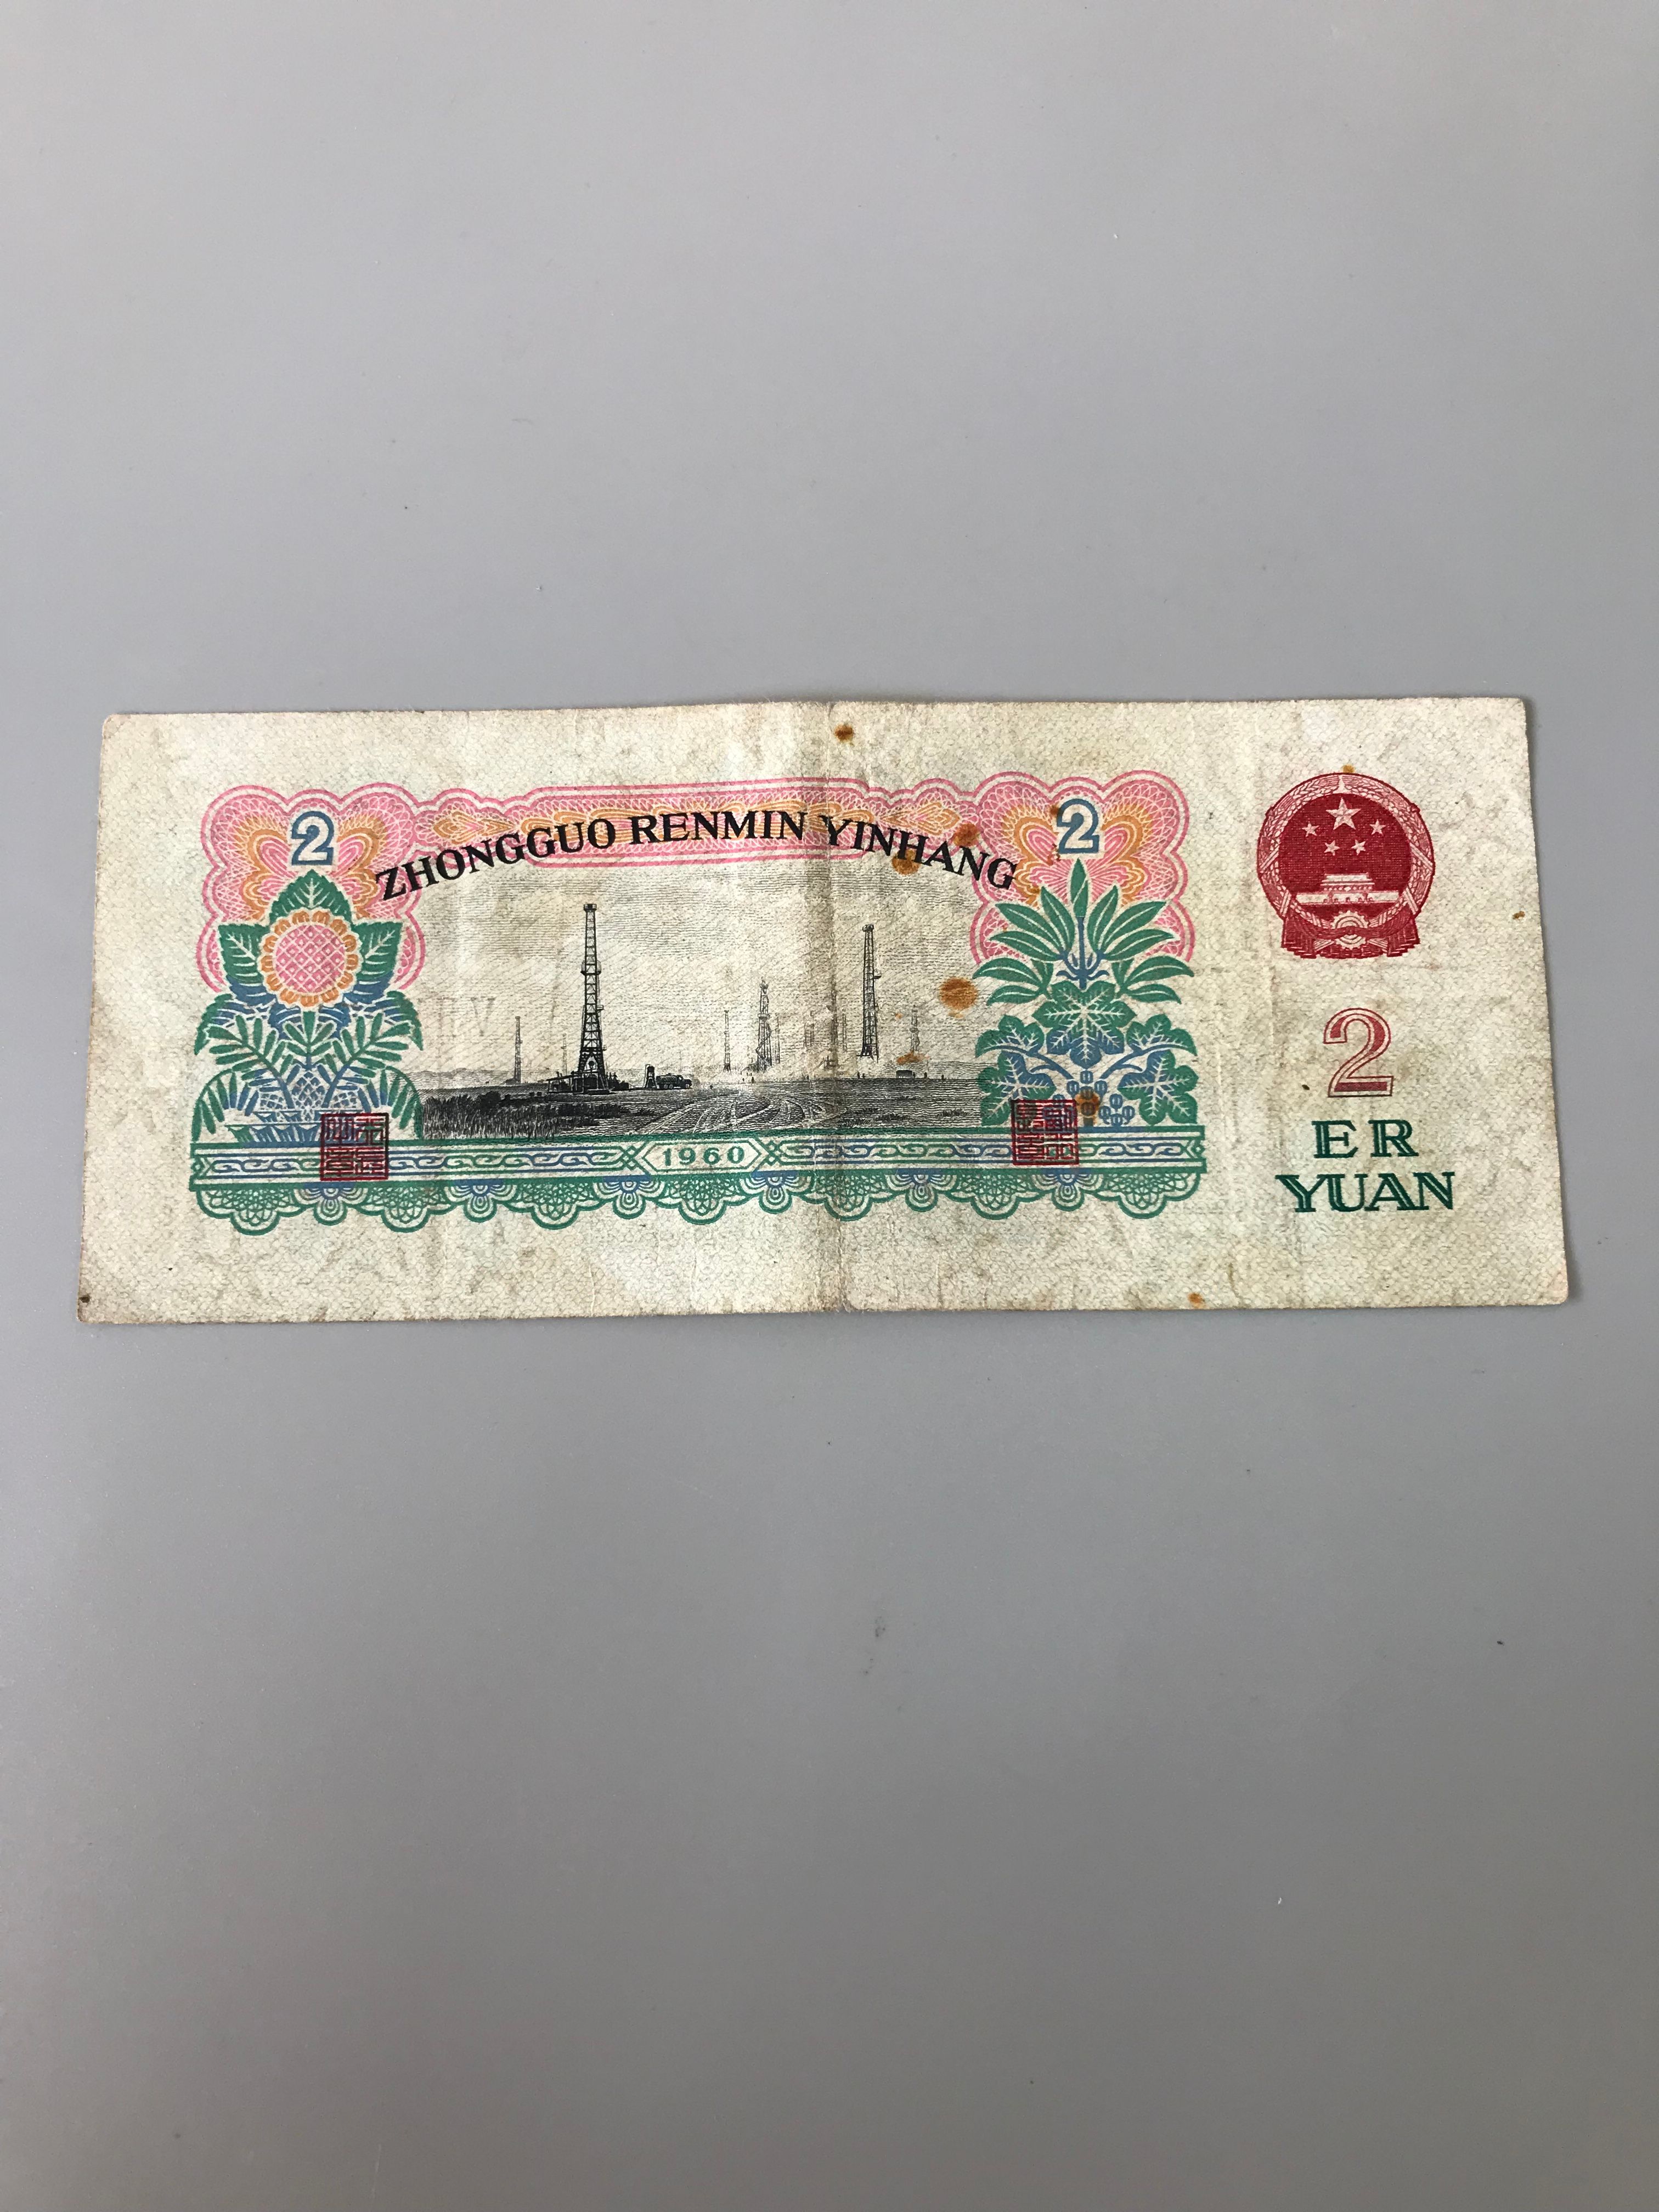 2 2
ZHONGGUO RENMIN YINHANG
1960
2
ER
YUAN